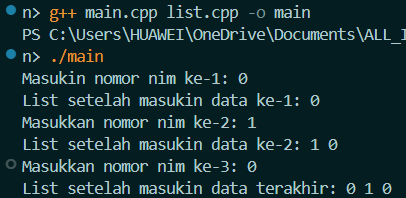 n> g++ main.cpp list.cpp -o main
PS C:\Users\HUAWEI\OneDrive\Documents\ALL_
n> ./main
Masukin nomor nim ke-1: 0
List setelah masukin data ke-1: 0
Masukkan nomor nim ke-2: 1
List setelah masukin data ke-2: 1 0
Masukkan nomor nim ke-3: 0
List setelah masukin data terakhir: 0 1 0